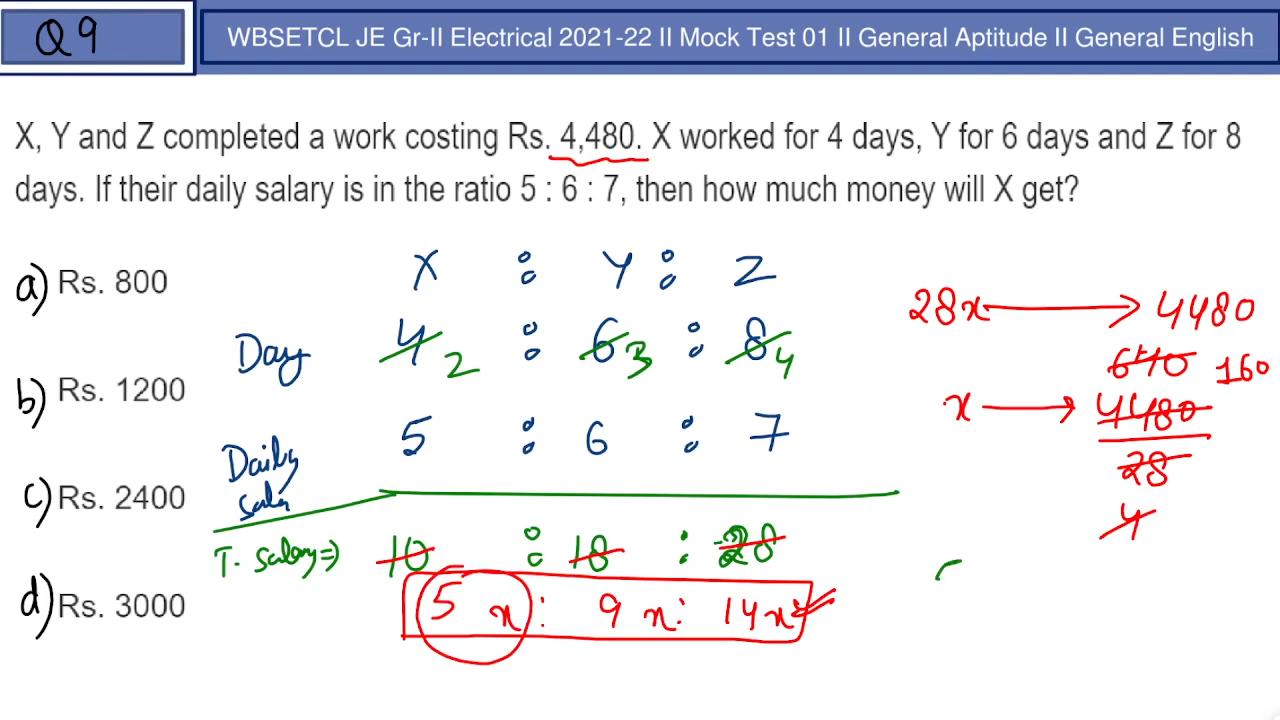 Q9
WBSETCL JE Gr-II Electrical 2021-22 II Mock Test 01 II General Aptitude II General English
X, Y and Z completed a work costing Rs. 4,480. X worked for 4 days, Y for 6 days and Z for 8
days. If their daily salary is in the ratio 5 : 6 : 7, then how much money will X get?
a) Rs. 800
b) Rs. 1200
c) Rs. 2400
d) Rs. 3000
X : Y : Z
Day 4 2 : 6 3 : 8 4
Daily 5 : 6 : 7
sala
T. salary⇒ 10 : 18 : 28
5x : 9x : 14x
28x → 4480
640 160
x → 4480
28
4